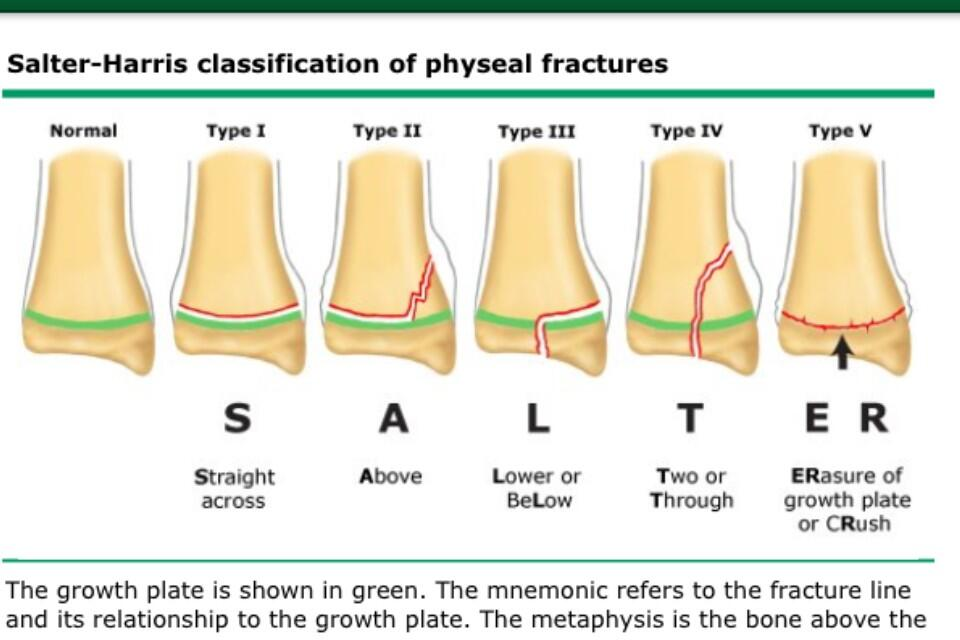 Salter-Harris classification of physeal fractures
Normal Type I Type II Type III Type IV Type V
S A L T E R
Straight across Above Lower or BeLow Two or Through ERasure of growth plate or CRush
The growth plate is shown in green. The mnemonic refers to the fracture line
and its relationship to the growth plate. The metaphysis is the bone above the